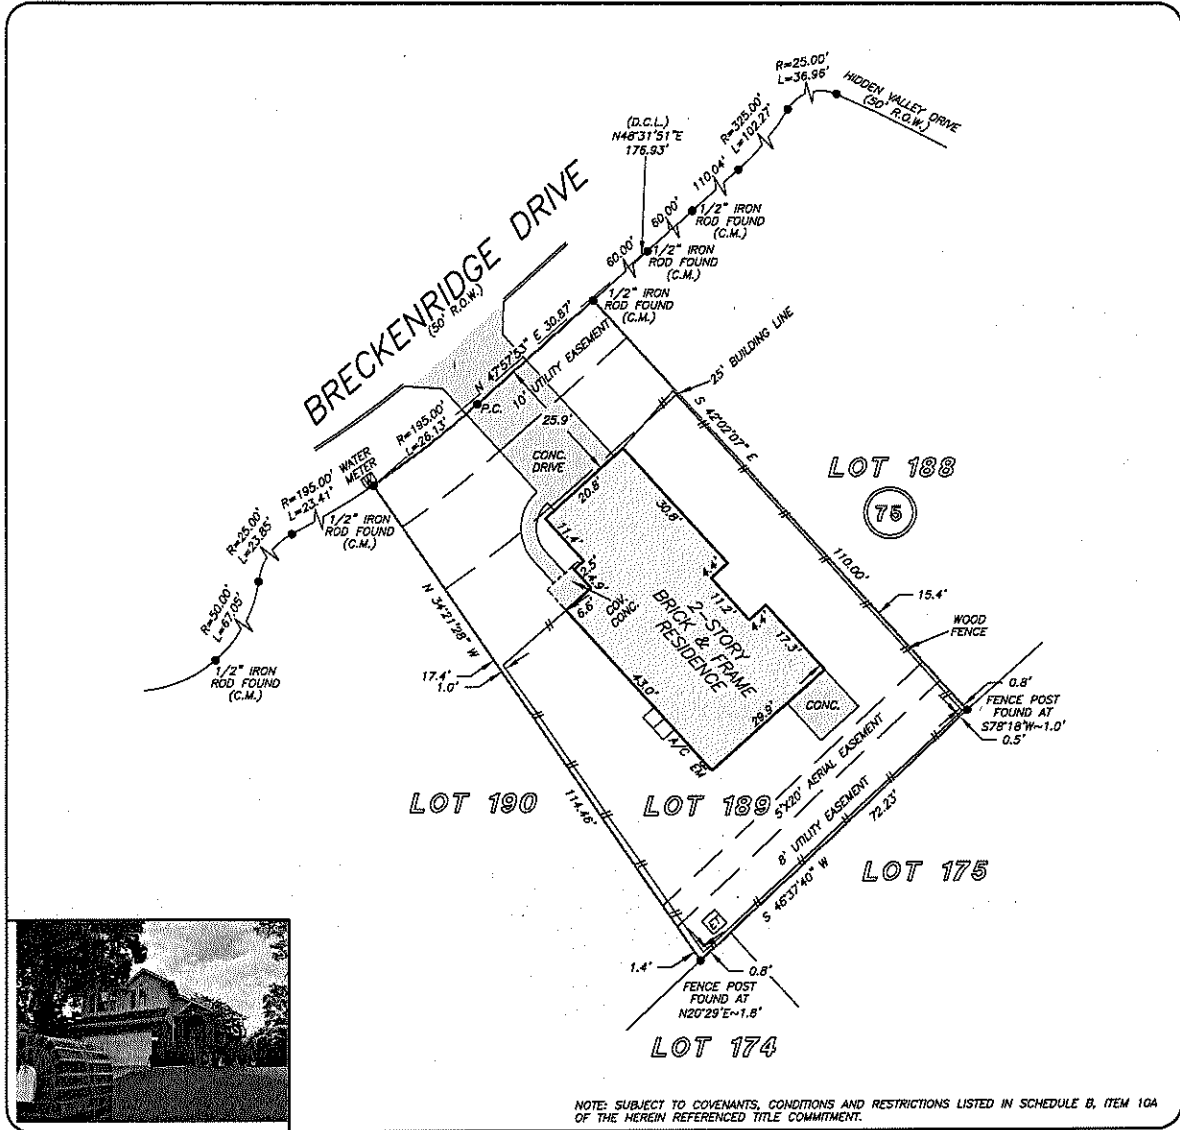 R=25.00'
L=36.96'
HIDDEN VALLEY DRIVE
(50' R.O.W.)
R=325.00'
L=102.27'
(D.C.L.)
N48°31'51"E
176.93'
110.04'
60.00'
60.00'
1/2" IRON
ROD FOUND
(C.M.)
1/2" IRON
ROD FOUND
(C.M.)
1/2" IRON
ROD FOUND
(C.M.)
BRECKENRIDGE DRIVE
(50' R.O.W.)
N 47°57'53" E 30.87'
10' UTILITY EASEMENT
25' BUILDING LINE
P.C.
25.9'
R=195.00'
L=26.13'
WATER
METER
R=195.00'
L=23.41'
1/2" IRON
ROD FOUND
(C.M.)
R=25.00'
L=23.85'
R=50.00'
L=67.05'
1/2" IRON
ROD FOUND
(C.M.)
CONC.
DRIVE
20.8'
30.8'
S 42°02'07" E
LOT 188
75
110.00'
15.4'
WOOD
FENCE
11.4'
4.9'
COV.
CONC.
6.6'
4.4'
11.2'
4.4'
17.3'
2-STORY
BRICK & FRAME
RESIDENCE
N 34°21'28" W
17.4'
1.0'
43.0'
29.9'
CONC.
A/C
EM
0.8'
FENCE POST
FOUND AT
S78°18'W~1.0'
0.5'
LOT 190
LOT 189
114.46'
5'X20' AERIAL EASEMENT
8' UTILITY EASEMENT
72.23'
S 46°37'40" W
LOT 175
ET
1.4'
0.8'
FENCE POST
FOUND AT
N20°29'E~1.8'
LOT 174
NOTE: SUBJECT TO COVENANTS, CONDITIONS AND RESTRICTIONS LISTED IN SCHEDULE B, ITEM 10A
OF THE HEREIN REFERENCED TITLE COMMITMENT.